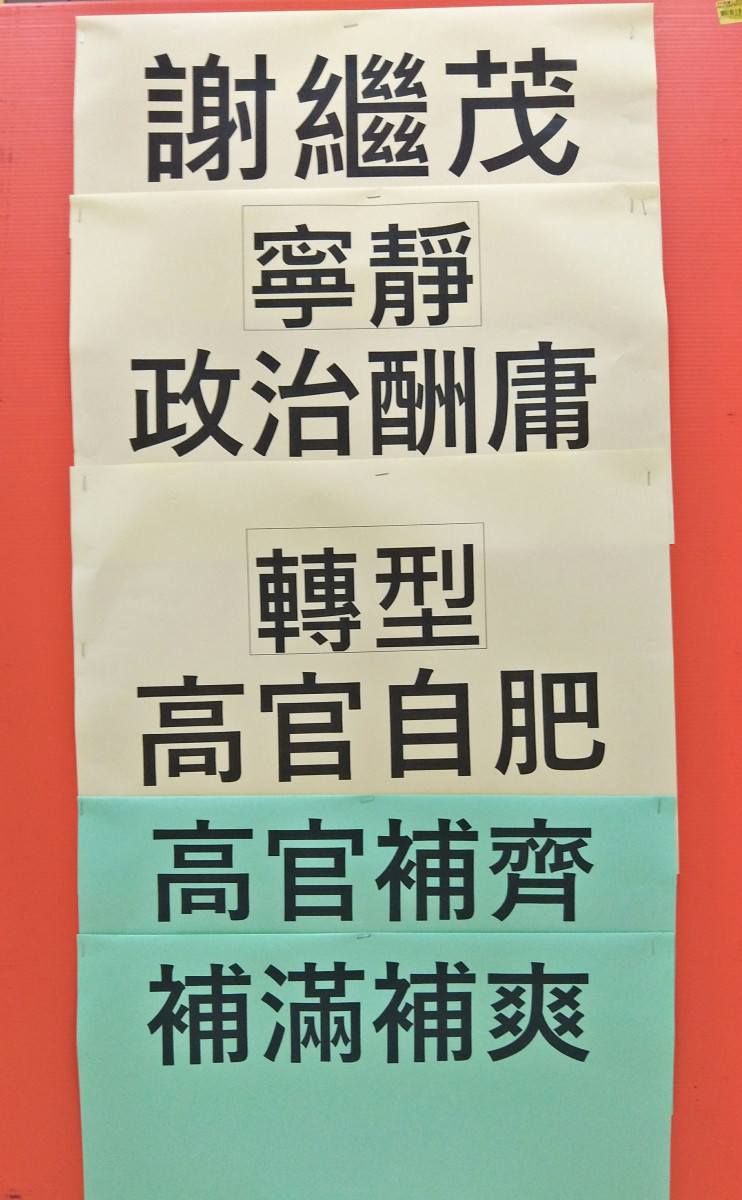 謝繼茂
寧靜
政治酬庸
轉型
高官自肥
高官補齊
補滿補爽